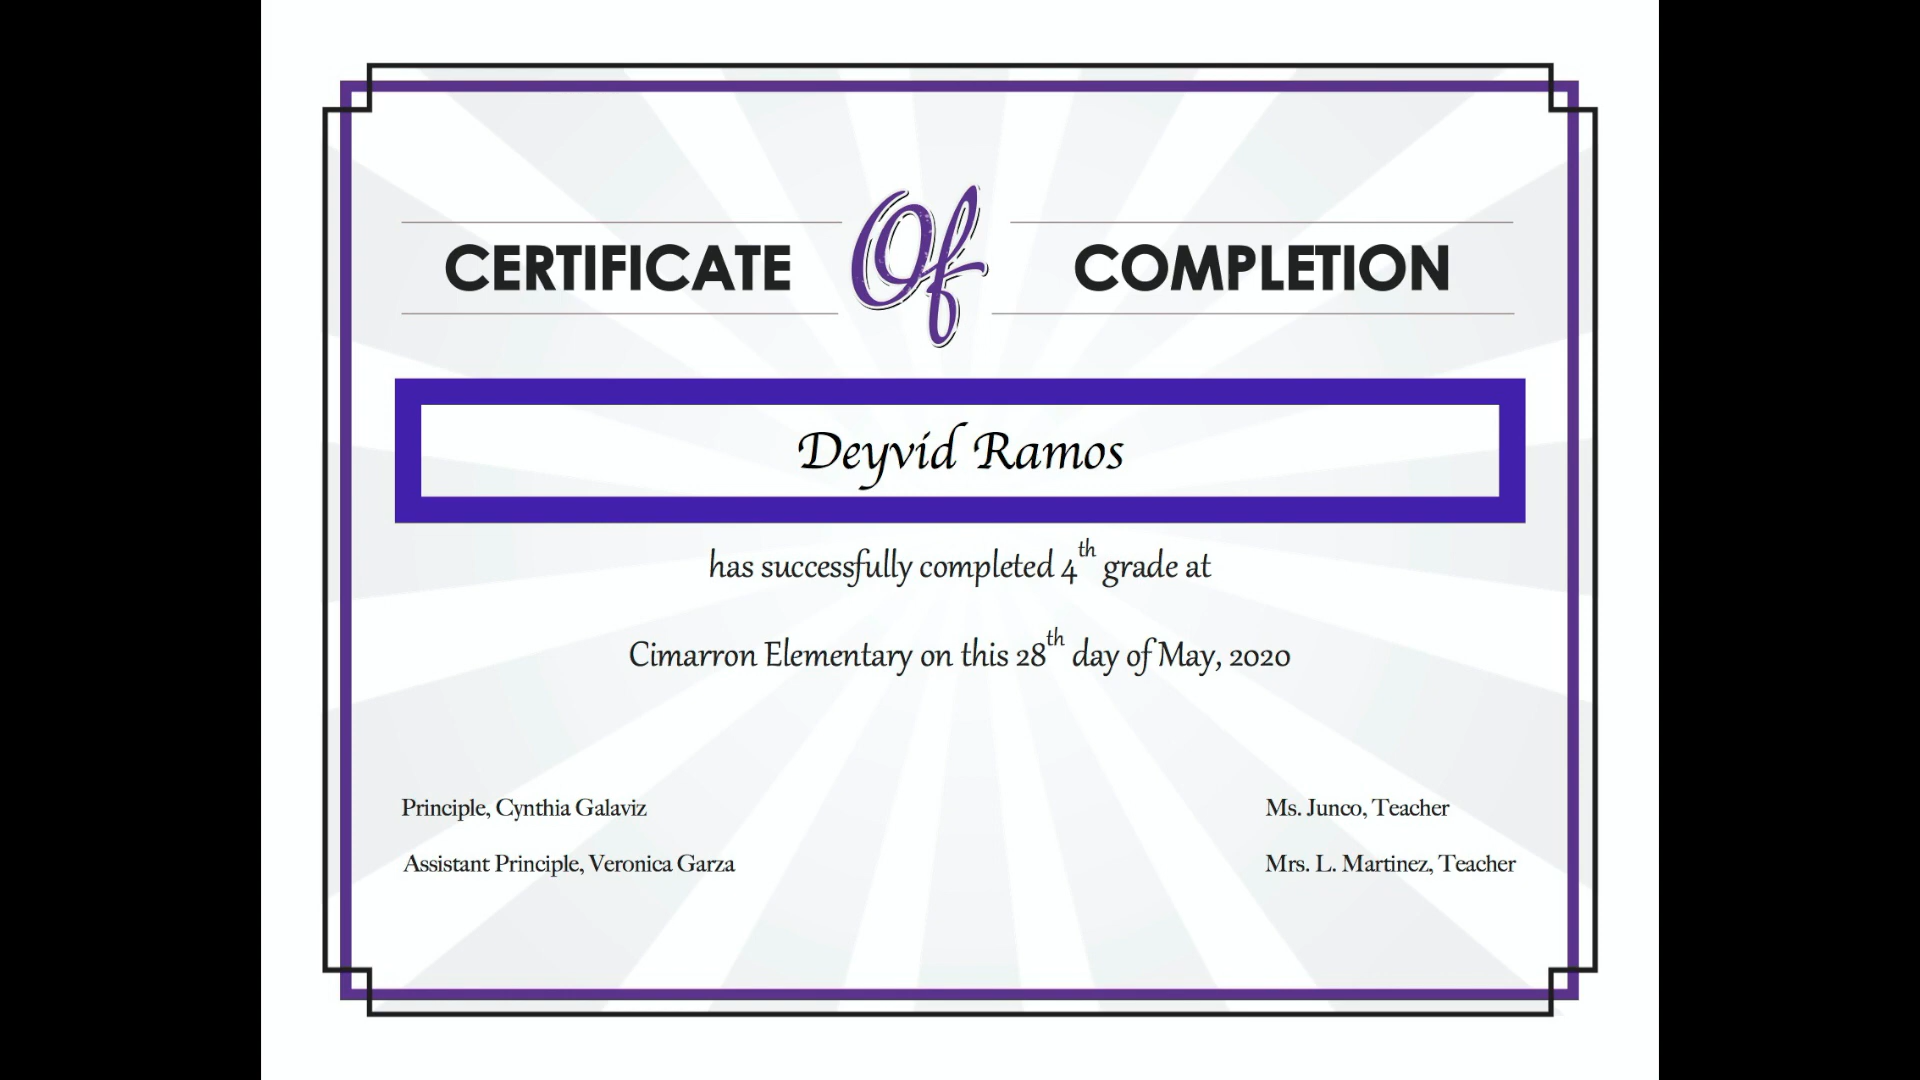 CERTIFICATE Of COMPLETION
Deyvid Ramos
has successfully completed 4th grade at
Cimarron Elementary on this 28th day of May, 2020
Principle, Cynthia Galaviz
Ms. Junco, Teacher
Assistant Principle, Veronica Garza
Mrs. L. Martinez, Teacher